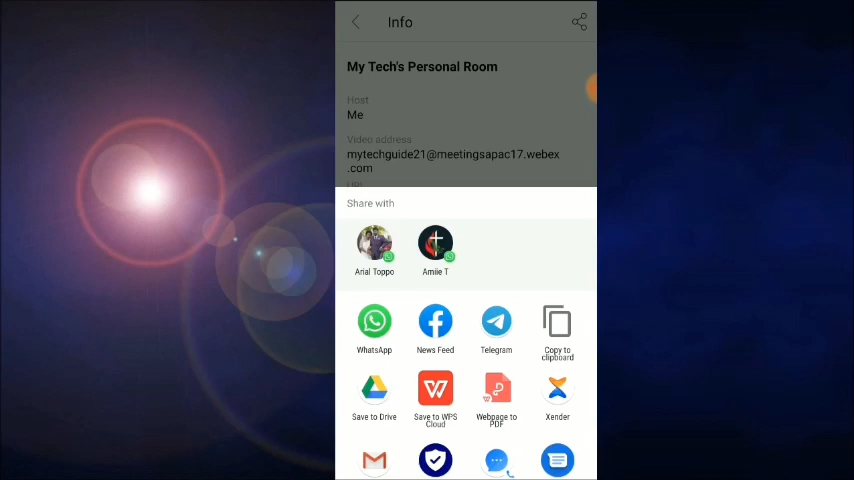 Info
My Tech's Personal Room
Host
Me
Video address
mytechguide21@meetingsapac17.webex
.com
Share with
Arial Toppo
Amiie T
WhatsApp
News Feed
Telegram
Copy to
clipboard
Save to Drive
Save to WPS
Cloud
Webpage to
PDF
Xender